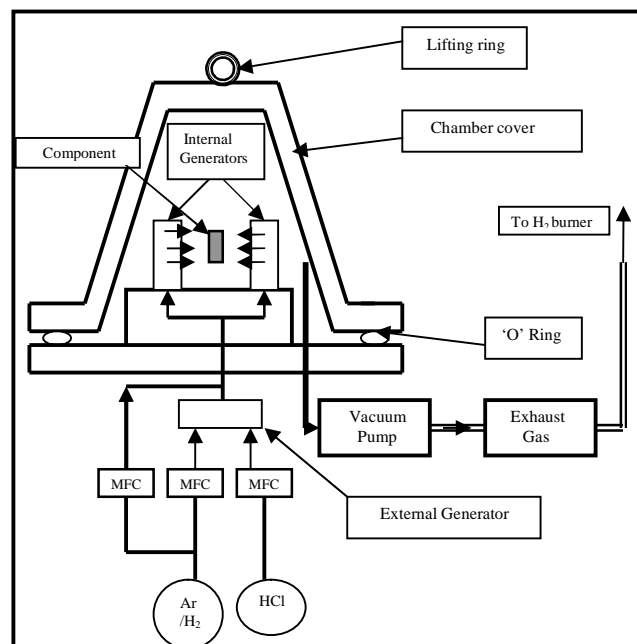 Lifting ring
Chamber cover
Internal
Generators
Component
To H₂ burner
‘O’ Ring
Vacuum
Pump
Exhaust
Gas
MFC
MFC
MFC
External Generator
Ar
/H₂
HCl